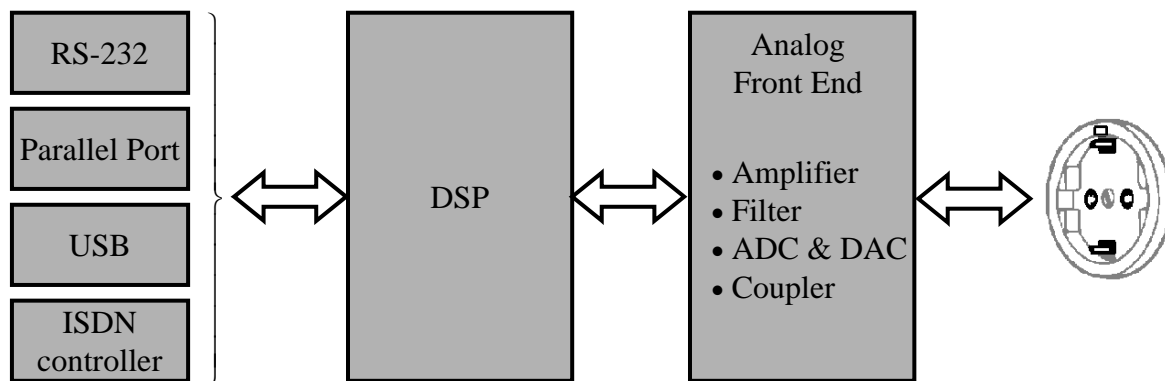 RS-232
Parallel Port
USB
ISDN
controller
DSP
Analog
Front End
• Amplifier
• Filter
• ADC & DAC
• Coupler